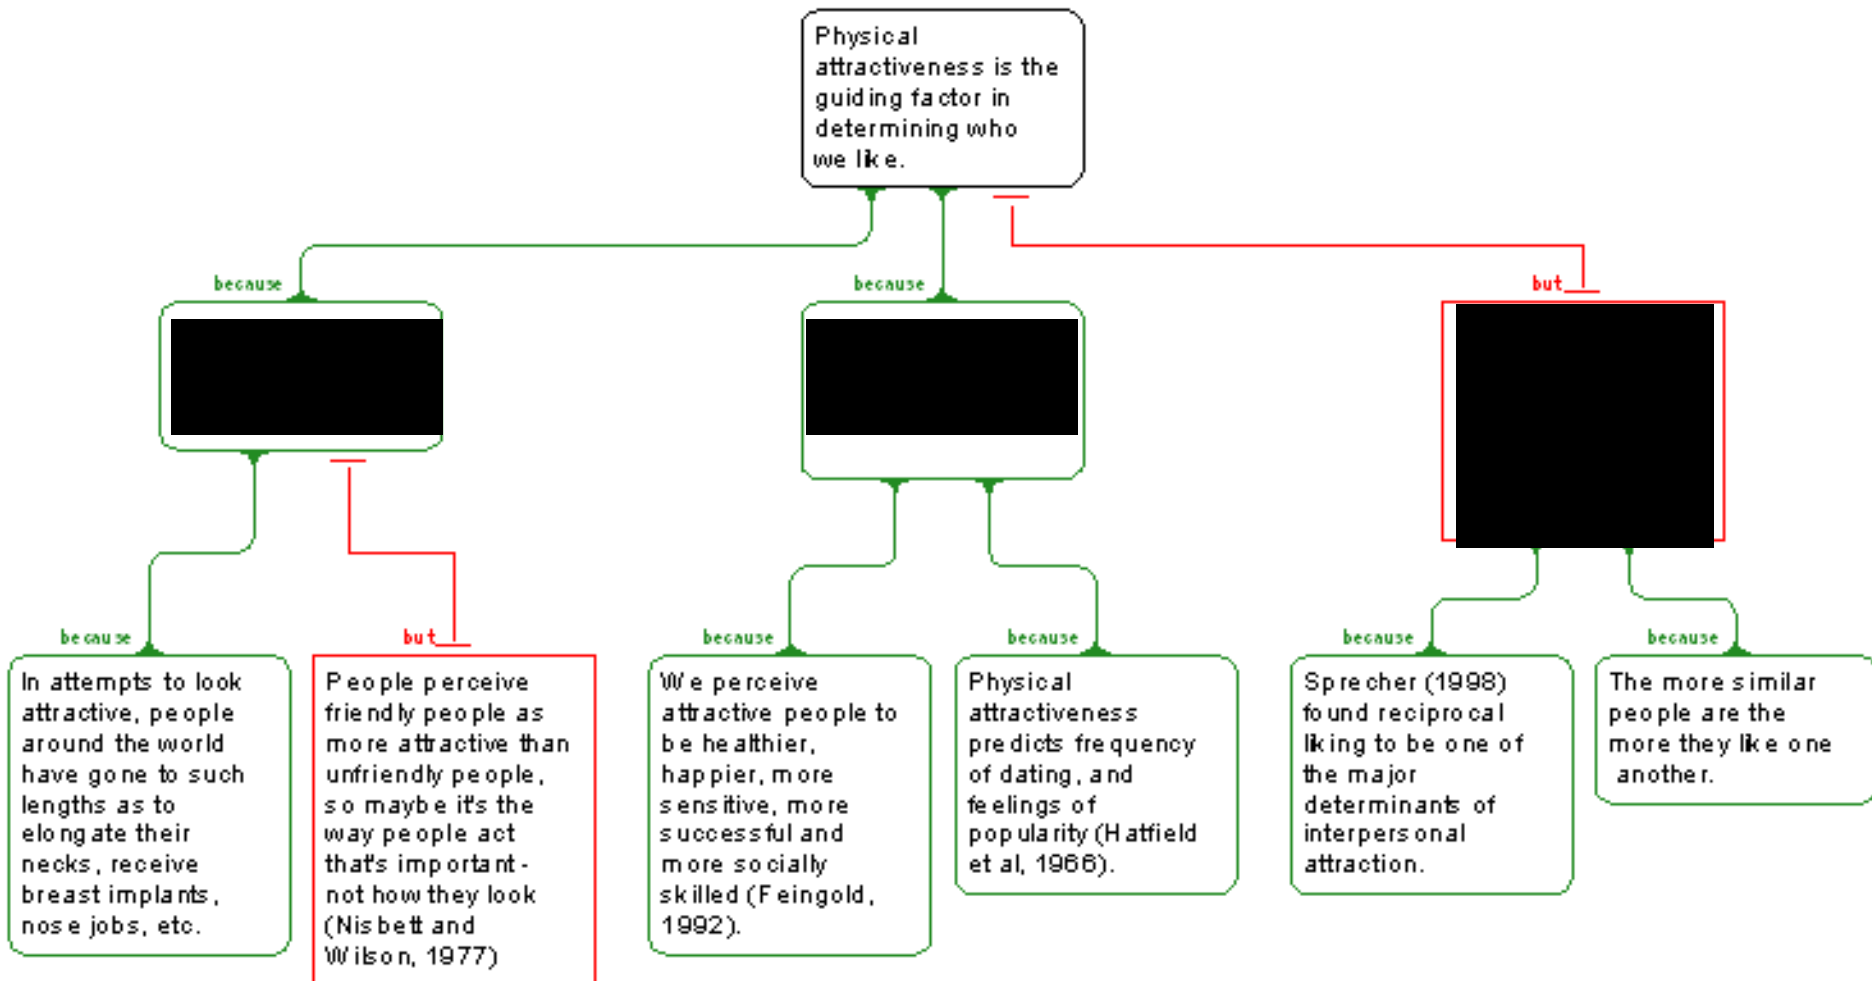 Physical
attractiveness is the
guiding factor in
determining who
we like.
because
because
but
because
but
because
because
because
because
In attempts to look
attractive, people
around the world
have gone to such
lengths as to
elongate their
necks, receive
breast implants,
nose jobs, etc.
People perceive
friendly people as
more attractive than
unfriendly people,
so maybe it's the
way people act
that's important -
not how they look
(Nisbett and
Wilson, 1977)
We perceive
attractive people to
be healthier,
happier, more
sensitive, more
successful and
more socially
skilled (Feingold,
1992).
Physical
attractiveness
predicts frequency
of dating, and
feelings of
popularity (Hatfield
et al, 1966).
Sprecher (1998)
found reciprocal
liking to be one of
the major
determinants of
interpersonal
attraction.
The more similar
people are the
more they like one
another.